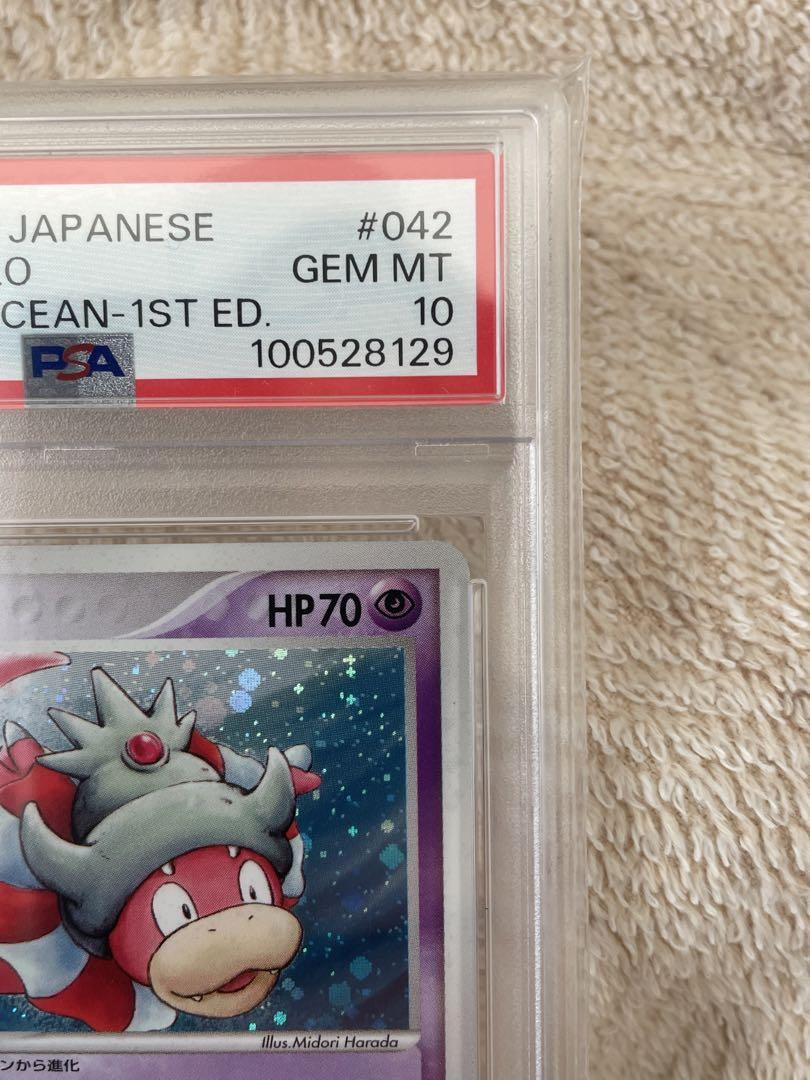 JAPANESE #042
LO GEM MT
CEAN-1ST ED. 10
PSA 100528129
HP70
Illus.Midori Harada
ンから進化